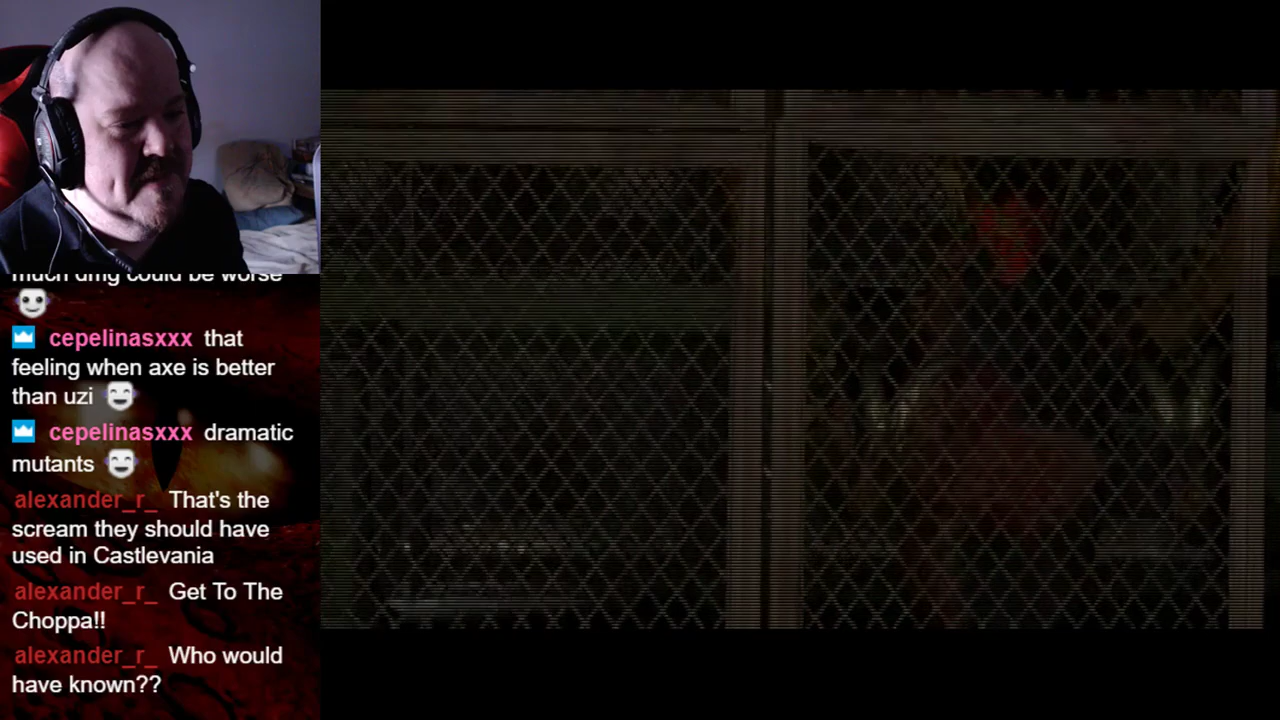 much dmg could be worse
cepelinasxxx that
feeling when axe is better
than uzi
cepelinasxxx dramatic
mutants
alexander_r_ That's the
scream they should have
used in Castlevania
alexander_r_ Get To The
Choppa!!
alexander_r_ Who would
have known??